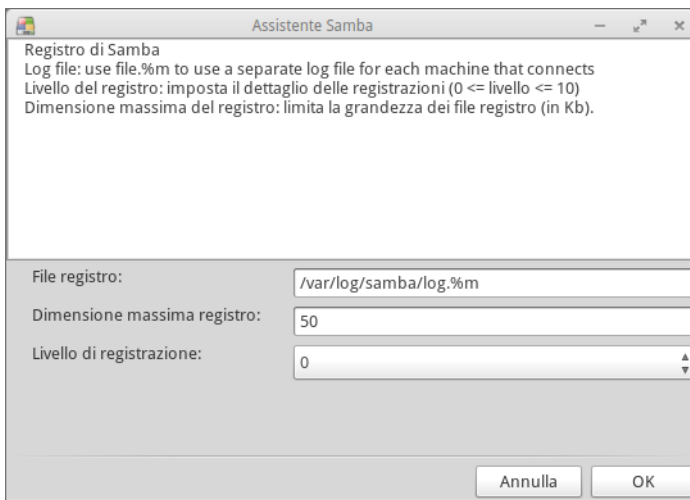 Assistente Samba
Registro di Samba
Log file: use file.%m to use a separate log file for each machine that connects
Livello del registro: imposta il dettaglio delle registrazioni (0 <= livello <= 10)
Dimensione massima del registro: limita la grandezza dei file registro (in Kb).
File registro:
/var/log/samba/log.%m
Dimensione massima registro:
50
Livello di registrazione:
0
Annulla
OK